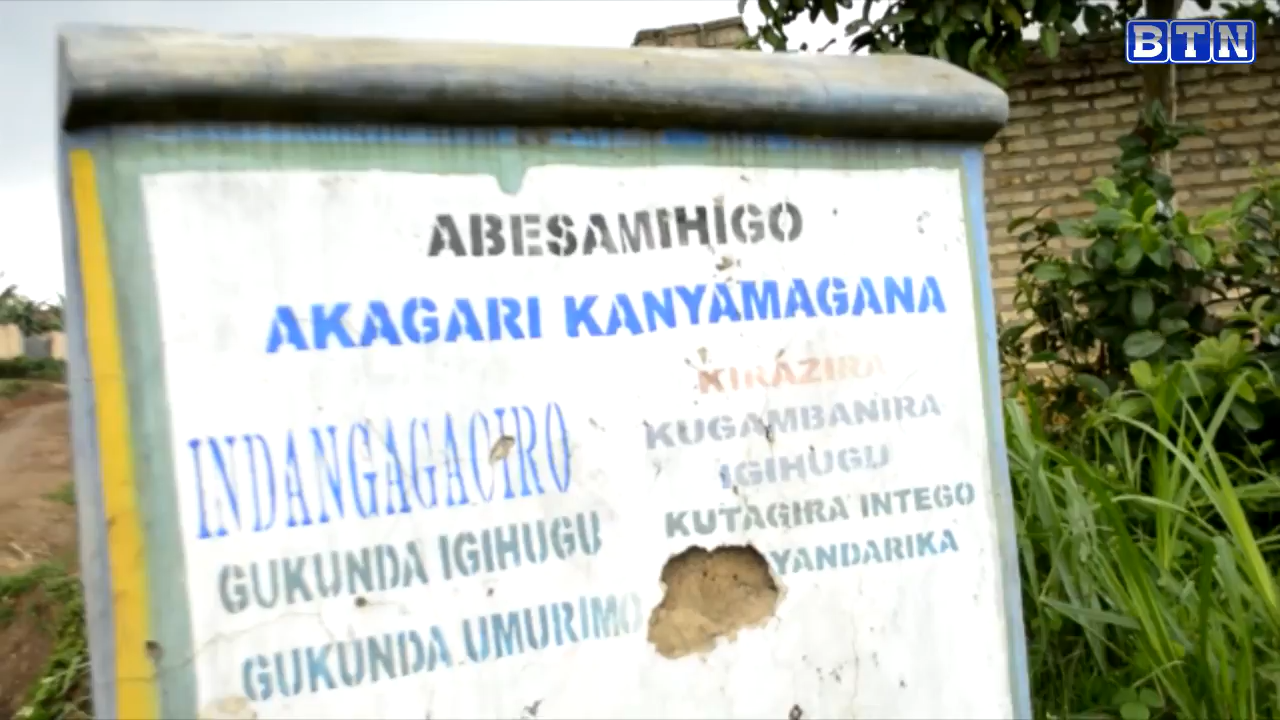 BTN
ABESAMIHIGO
AKAGARI KANYAMAGANA
INDANGAGACIRO
GUKUNDA IGIHUGU
GUKUNDA UMURIMO
KIRAZIRA
KUGAMBANIRA
IGIHUGU
KUTAGIRA INTEGO
YANDARIKA